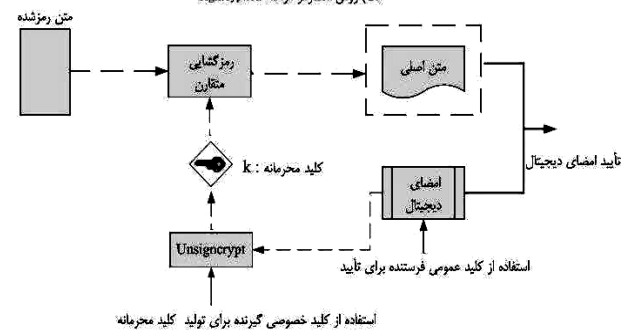 متن رمزشده
رمزگشایی
متقارن
متن اصلی
تأیید امضای دیجیتال
کلید محرمانه : k
امضای
دیجیتال
Unsigncrypt
استفاده از کلید عمومی فرستنده برای تأیید
استفاده از کلید خصوصی گیرنده برای تولید کلید محرمانه